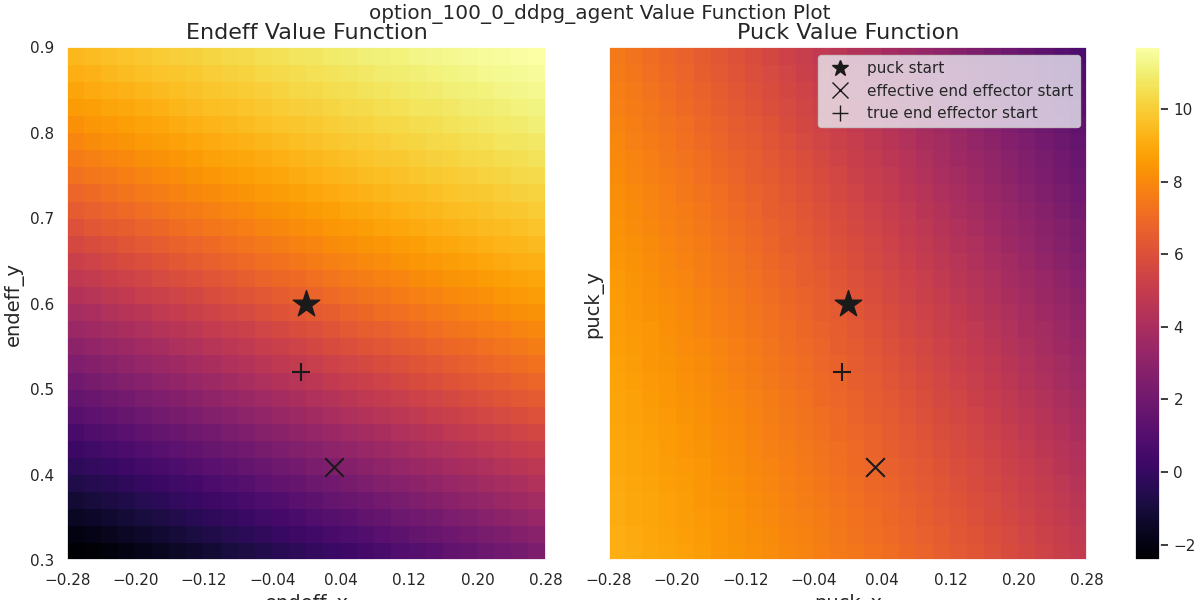 option_100_0_ddpg_agent Value Function Plot
Endeff Value Function
Puck Value Function
puck start
effective end effector start
true end effector start
endeff_y
0.9
0.8
0.7
0.6
0.5
0.4
0.3
−0.28 −0.20 −0.12 −0.04 0.04 0.12 0.20 0.28
endeff_x
puck_y
−0.28 −0.20 −0.12 −0.04 0.04 0.12 0.20 0.28
puck_x
10
8
6
4
2
0
−2